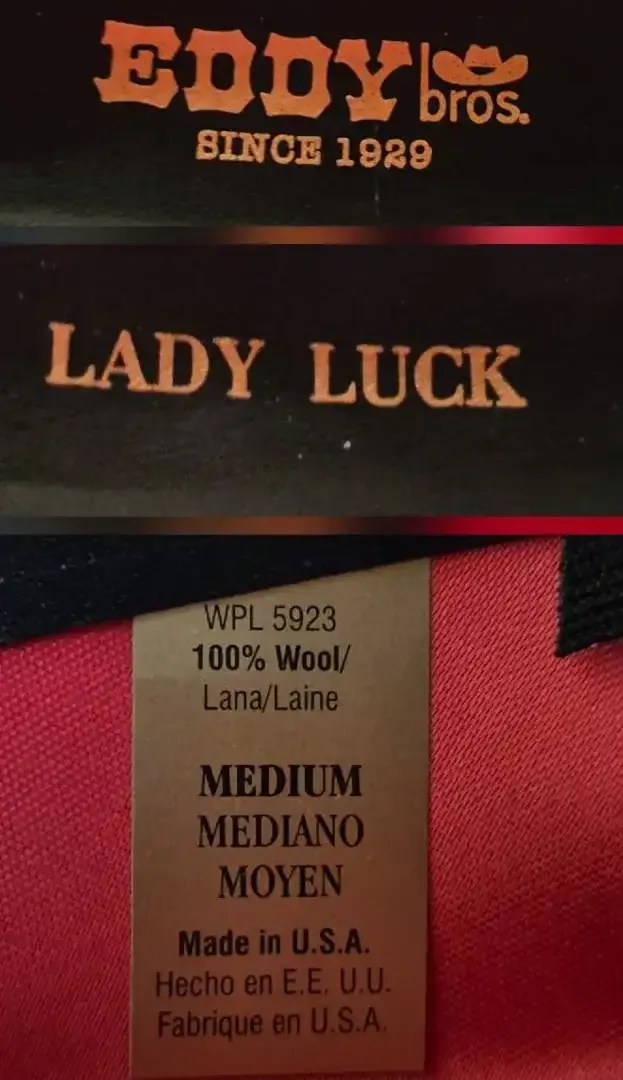 EDDY bros.
SINCE 1929
LADY LUCK
WPL 5923
100% Wool/
Lana/Laine
MEDIUM
MEDIANO
MOYEN
Made in U.S.A.
Hecho en E.E. U.U.
Fabrique en U.S.A.